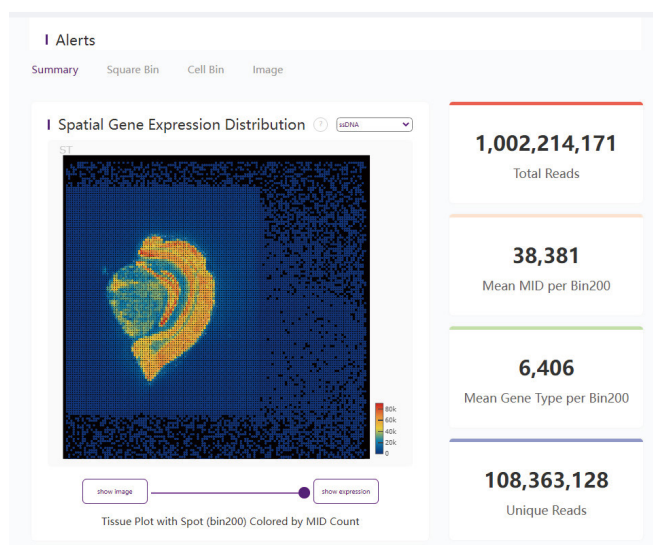 Alerts
Summary Square Bin Cell Bin Image
Spatial Gene Expression Distribution ? ssDNA
ST
80k
60k
40k
20k
0
show image show expression
Tissue Plot with Spot (bin200) Colored by MID Count
1,002,214,171
Total Reads
38,381
Mean MID per Bin200
6,406
Mean Gene Type per Bin200
108,363,128
Unique Reads